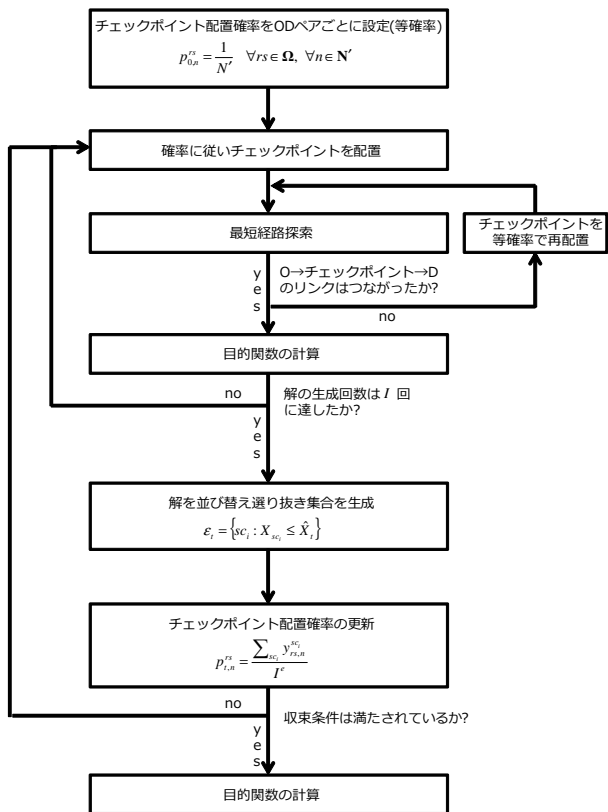 チェックポイント配置確率をODペアごとに設定(等確率)
p_{0,n}^{rs} = \frac{1}{N'} ∀rs ∈ Ω, ∀n ∈ N'
確率に従いチェックポイントを配置
最短経路探索
チェックポイントを
等確率で再配置
yes
O→チェックポイント→D
のリンクはつながったか?
no
目的関数の計算
no
解の生成回数は I 回
に達したか?
yes
解を並び替え選り抜き集合を生成
ε_t = {sc_i : X_{sc_i} ≤ \hat{X}_t}
チェックポイント配置確率の更新
p_{t,n}^{rs} = \frac{∑_{sc_i} y_{rs,n}^{sc_i}}{I^e}
no
収束条件は満たされているか?
yes
目的関数の計算